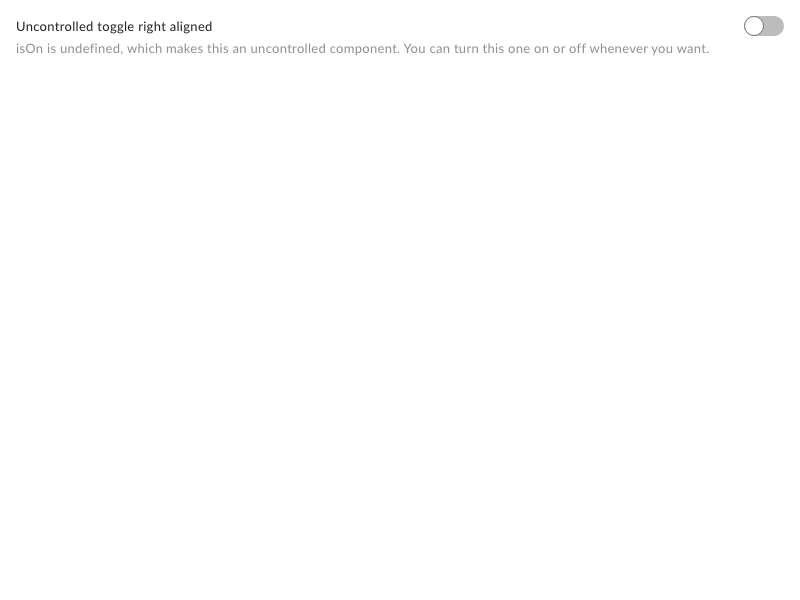 Uncontrolled toggle right aligned
isOn is undefined, which makes this an uncontrolled component. You can turn this one on or off whenever you want.